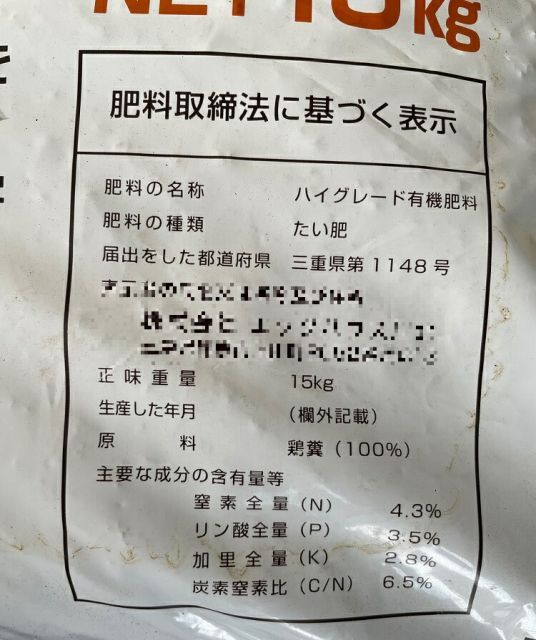 NET15kg
肥料取締法に基づく表示
肥料の名称 ハイグレード有機肥料
肥料の種類 たい肥
届出をした都道府県 三重県第1148号
正味重量 15kg
生産した年月 (欄外記載)
原料 鶏糞(100%)
主要な成分の含有量等
窒素全量(N) 4.3%
リン酸全量(P) 3.5%
加里全量(K) 2.8%
炭素窒素比(C/N) 6.5%